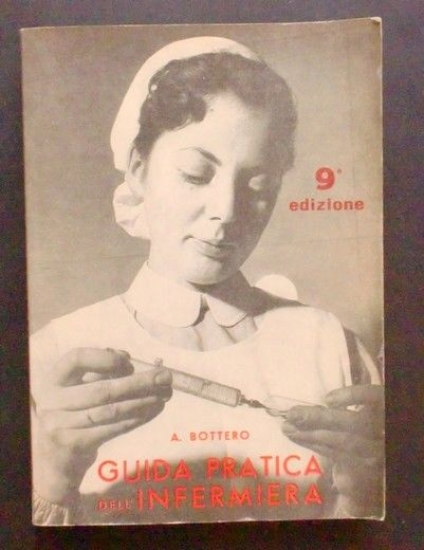 9ª
edizione
A. BOTTERO
GUIDA PRATICA
DELL'INFERMIERA